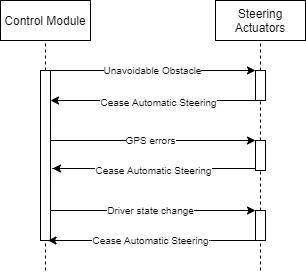 Control Module
Steering
Actuators
Unavoidable Obstacle
Cease Automatic Steering
GPS errors
Cease Automatic Steering
Driver state change
Cease Automatic Steering